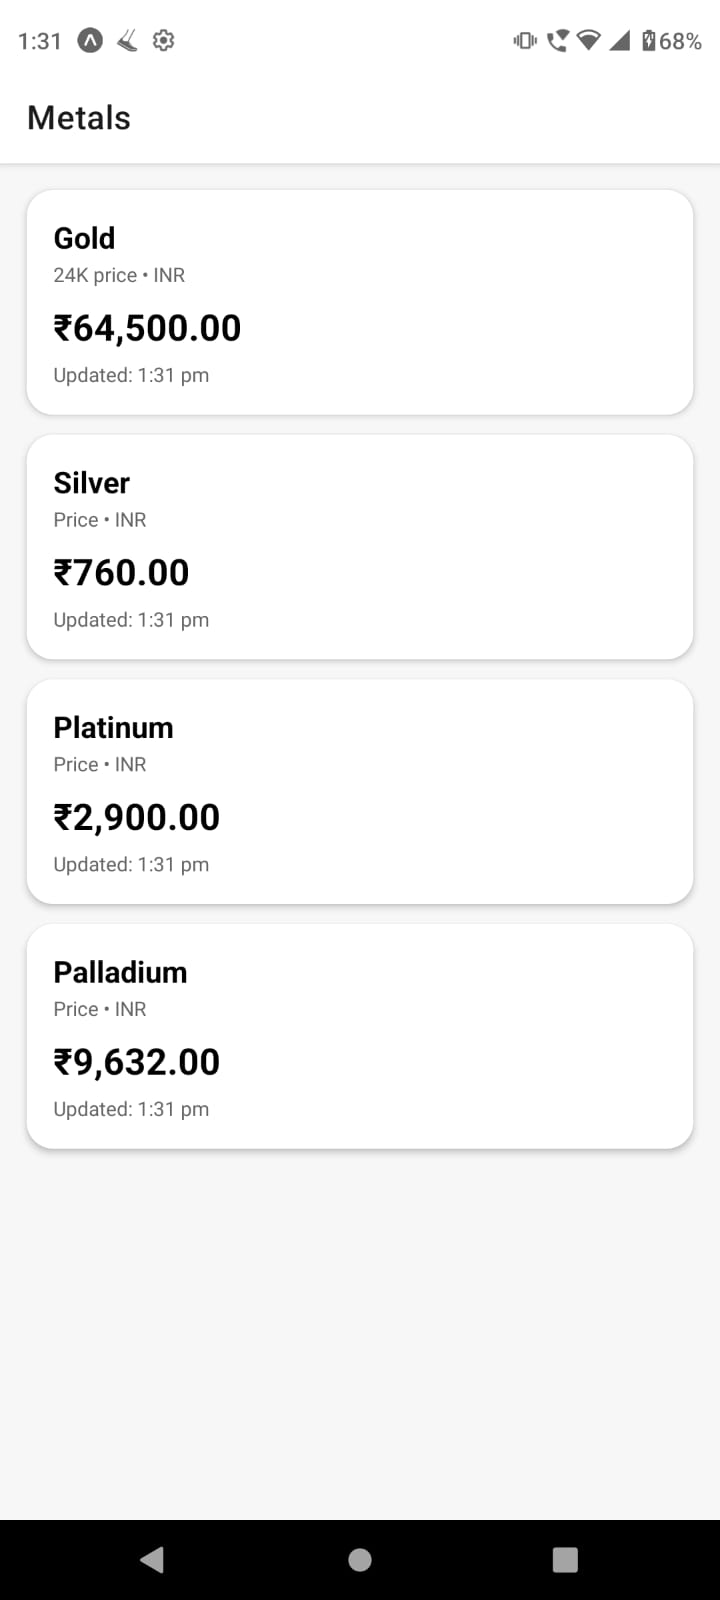 1:31
68%
Metals
Gold
24K price • INR
₹64,500.00
Updated: 1:31 pm
Silver
Price • INR
₹760.00
Updated: 1:31 pm
Platinum
Price • INR
₹2,900.00
Updated: 1:31 pm
Palladium
Price • INR
₹9,632.00
Updated: 1:31 pm